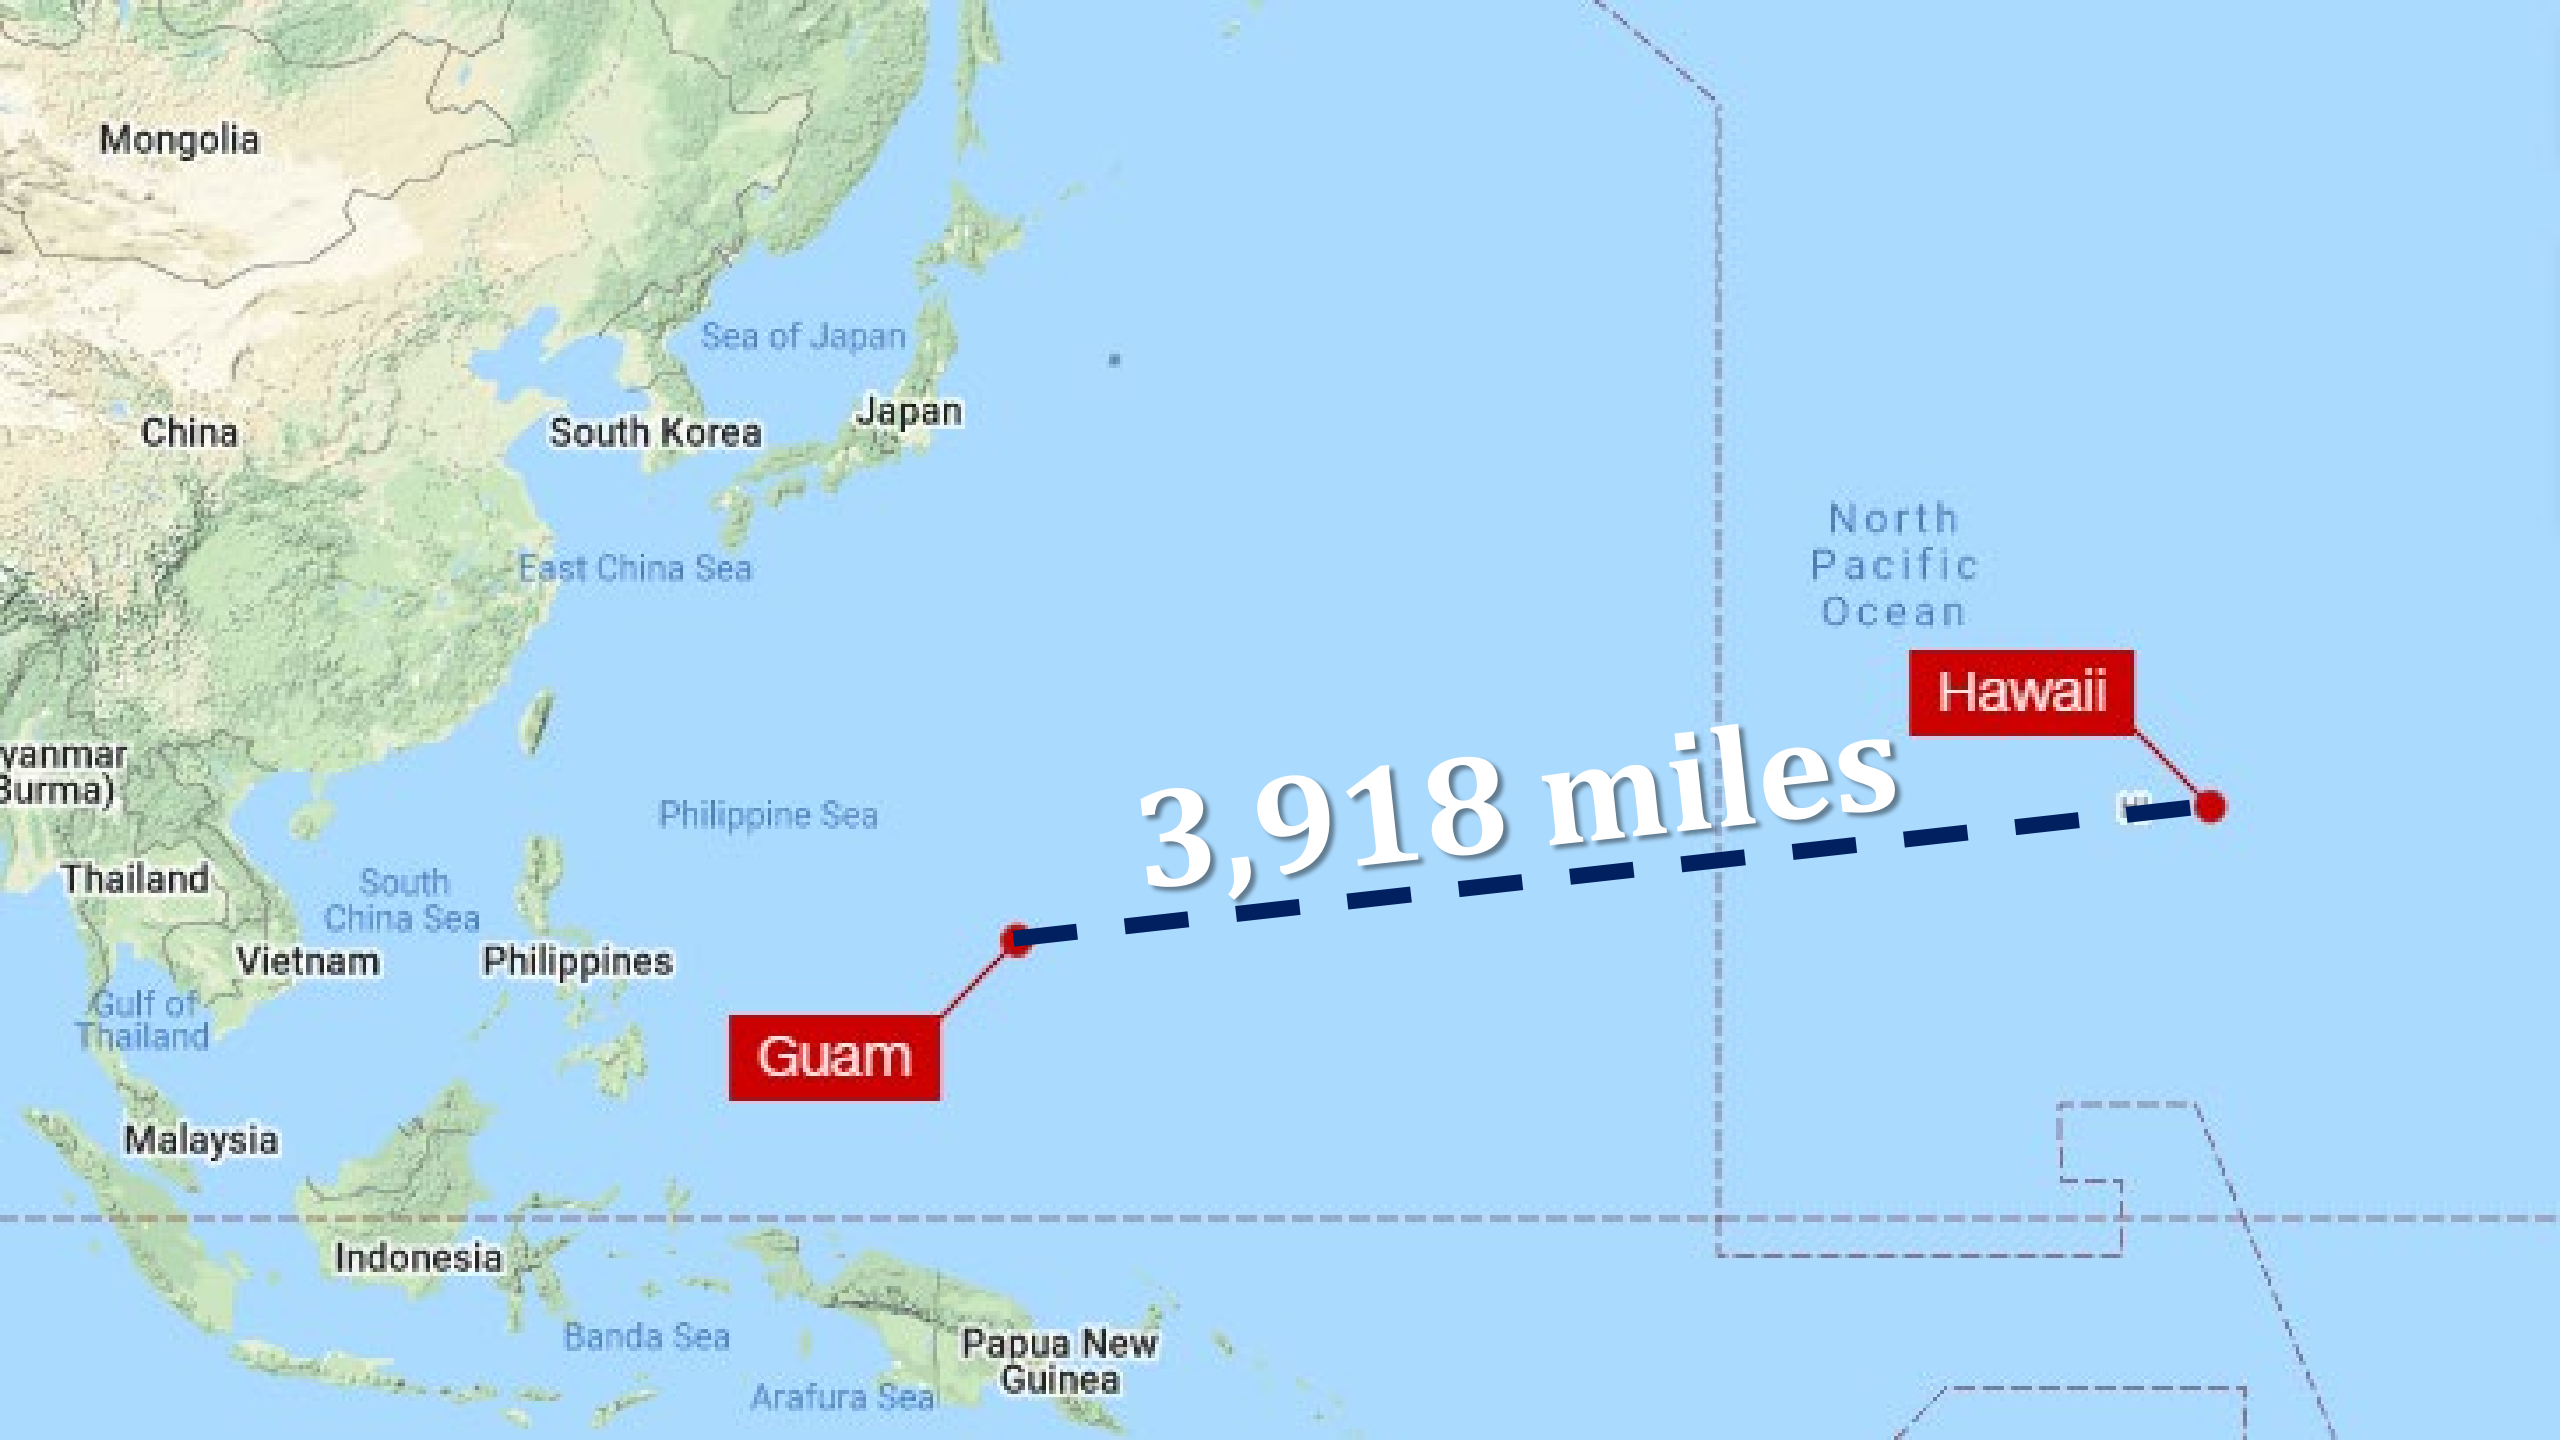 Mongolia
Sea of Japan
Japan
China
South Korea
North
Pacific
Ocean
East China Sea
Hawaii
3,918 miles
yanmar
Burma)
Philippine Sea
Thailand
South
China Sea
Vietnam
Philippines
Gulf of
Thailand
Guam
Malaysia
Indonesia
Banda Sea
Papua New
Guinea
Arafura Sea